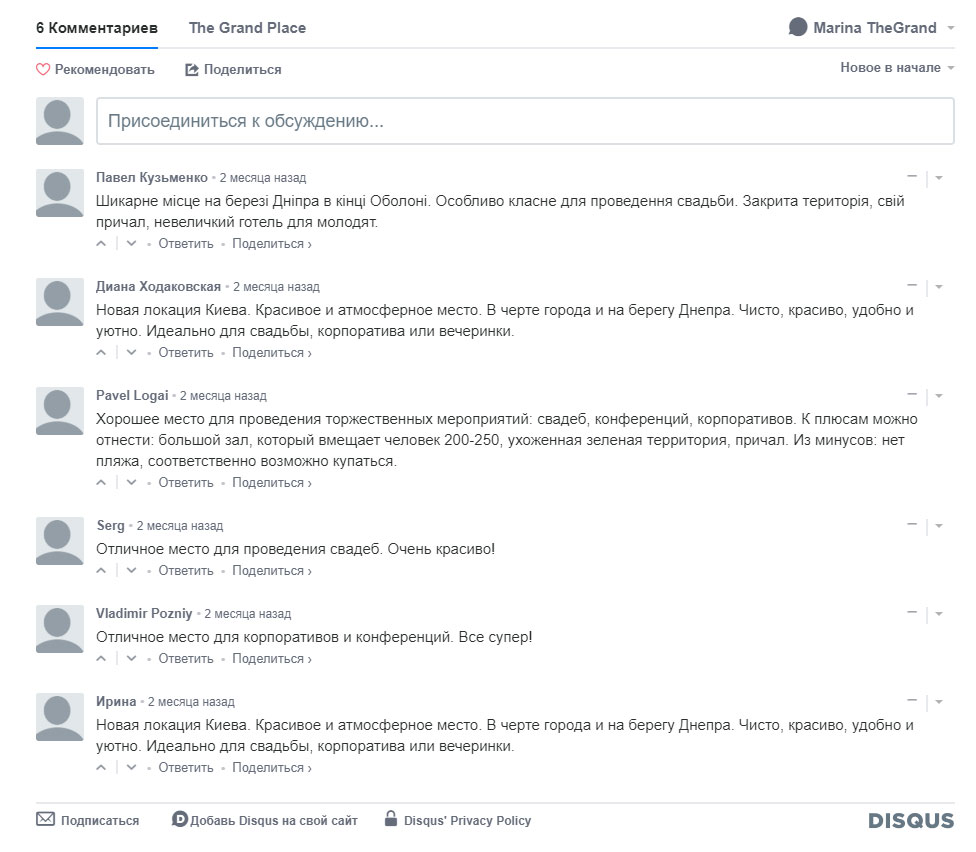 6 Комментариев The Grand Place Marina TheGrand
Рекомендовать Поделиться Новое в начале
Присоединиться к обсуждению...
Павел Кузьменко • 2 месяца назад
Шикарне місце на березі Дніпра в кінці Оболоні. Особливо класне для проведення свадьби. Закрита територія, свій
причал, невеличкий готель для молодят.
• Ответить • Поделиться ›
Диана Ходаковская • 2 месяца назад
Новая локация Киева. Красивое и атмосферное место. В черте города и на берегу Днепра. Чисто, красиво, удобно и
уютно. Идеально для свадьбы, корпоратива или вечеринки.
• Ответить • Поделиться ›
Pavel Logai • 2 месяца назад
Хорошее место для проведения торжественных мероприятий: свадеб, конференций, корпоративов. К плюсам можно
отнести: большой зал, который вмещает человек 200-250, ухоженная зеленая территория, причал. Из минусов: нет
пляжа, соответственно возможно купаться.
• Ответить • Поделиться ›
Serg • 2 месяца назад
Отличное место для проведения свадеб. Очень красиво!
• Ответить • Поделиться ›
Vladimir Pozniy • 2 месяца назад
Отличное место для корпоративов и конференций. Все супер!
• Ответить • Поделиться ›
Ирина • 2 месяца назад
Новая локация Киева. Красивое и атмосферное место. В черте города и на берегу Днепра. Чисто, красиво, удобно и
уютно. Идеально для свадьбы, корпоратива или вечеринки.
• Ответить • Поделиться ›
Подписаться Добавь Disqus на свой сайт Disqus' Privacy Policy DISQUS